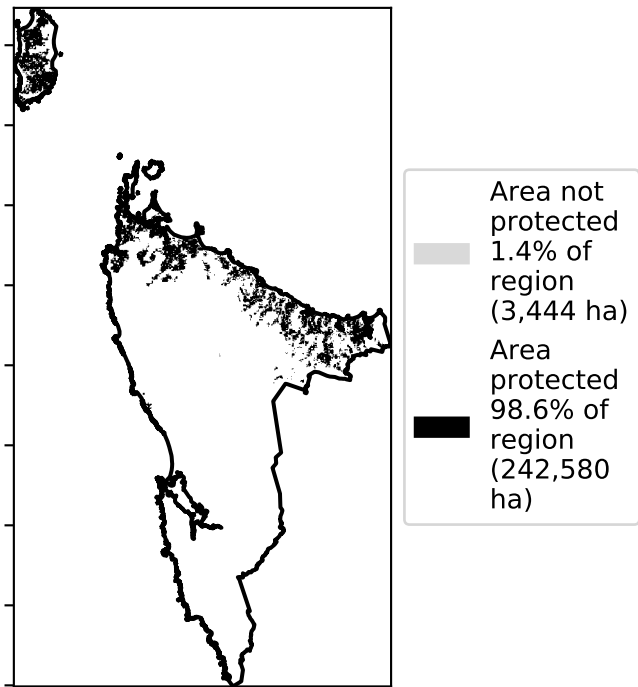 Area not
protected
1.4% of
region
(3,444 ha)
Area
protected
98.6% of
region
(242,580
ha)